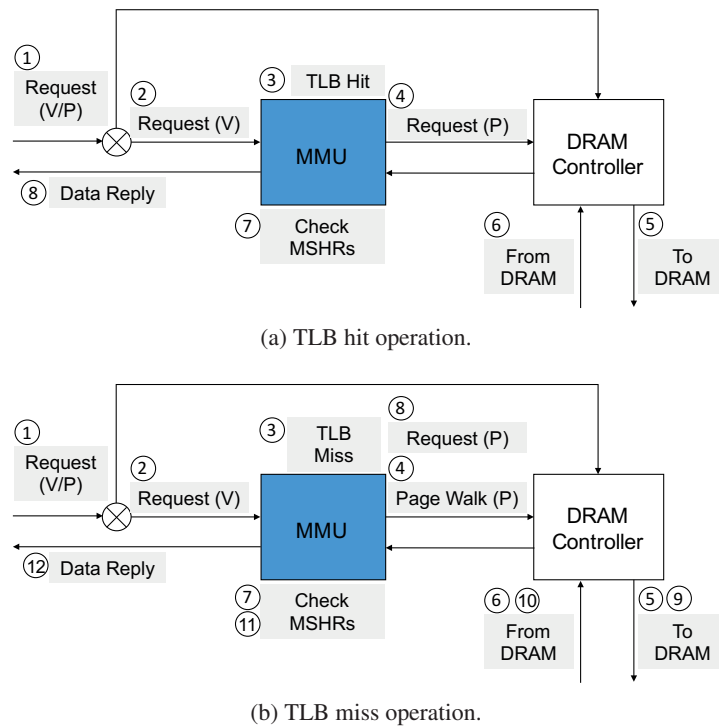 ①
Request
(V/P)
②
Request (V)
③
TLB Hit
④
Request (P)
MMU
DRAM
Controller
⑧ Data Reply
⑦
Check
MSHRs
⑥
From
DRAM
⑤
To
DRAM
(a) TLB hit operation.
①
Request
(V/P)
②
Request (V)
③
TLB
Miss
⑧
Request (P)
④
Page Walk (P)
MMU
DRAM
Controller
⑫ Data Reply
⑦
⑪
Check
MSHRs
⑥ ⑩
From
DRAM
⑤ ⑨
To
DRAM
(b) TLB miss operation.